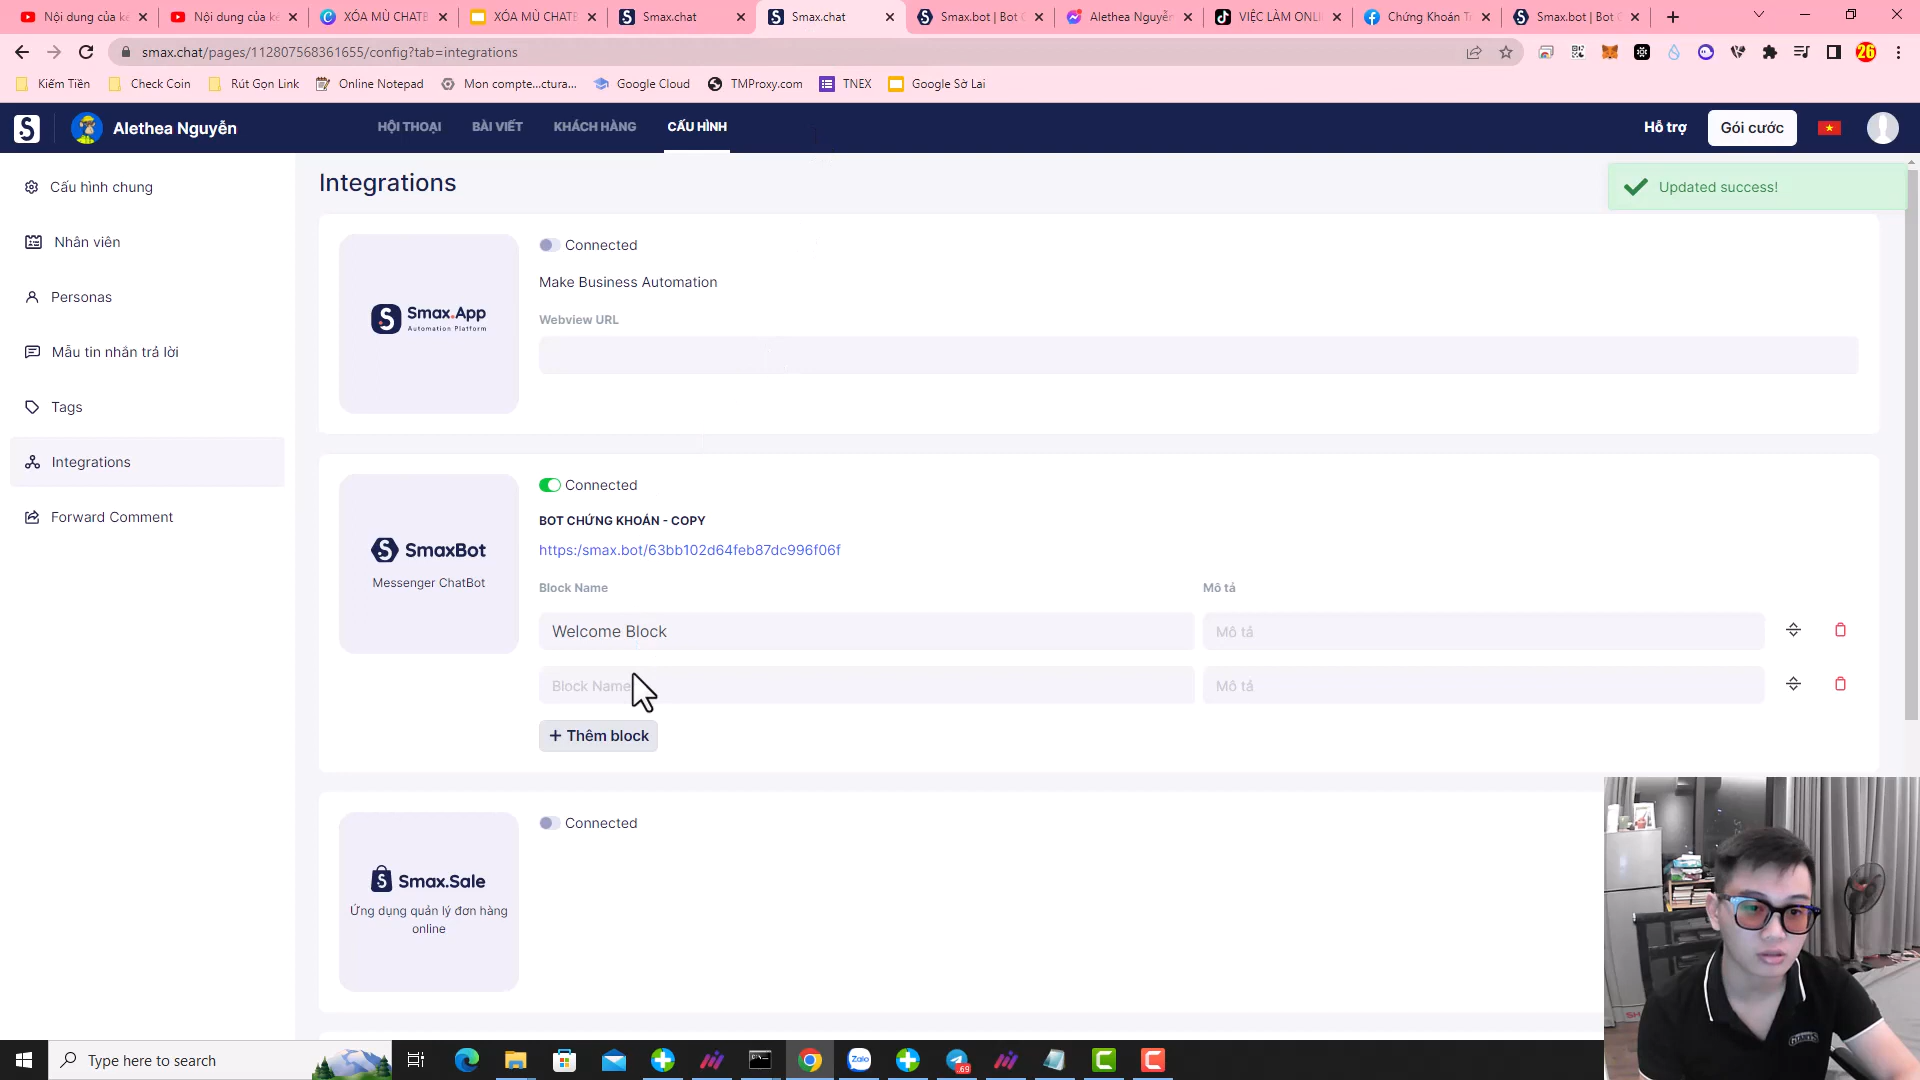 Nội dung của kê
Nội dung của kê
XÓA MÙ CHATB
XÓA MÙ CHATB
Smax.chat
Smax.chat
Smax.bot | Bot C
Alethea Nguyễn
VIỆC LÀM ONLI
Chứng Khoán T
Smax.bot | Bot C
smax.chat/pages/112807568361655/config?tab=integrations
26
Kiếm Tiền
Check Coin
Rút Gọn Link
Online Notepad
Mon compte...ctura...
Google Cloud
TMProxy.com
TNEX
Google Sờ Lai
Alethea Nguyễn
HỘI THOẠI
BÀI VIẾT
KHÁCH HÀNG
CẤU HÌNH
Hỗ trợ
Gói cước
Cấu hình chung
Nhân viên
Personas
Mẫu tin nhắn trả lời
Tags
Integrations
Forward Comment
Integrations
Updated success!
Smax.App
Automation Platform
Connected
Make Business Automation
Webview URL
SmaxBot
Messenger ChatBot
Connected
BOT CHỨNG KHOÁN - COPY
https:/smax.bot/63bb102d64feb87dc996f06f
Block Name
Mô tả
Welcome Block
Mô tả
Block Name
Mô tả
+ Thêm block
Smax.Sale
Ứng dụng quản lý đơn hàng
online
Connected
Type here to search
Zalo
.69